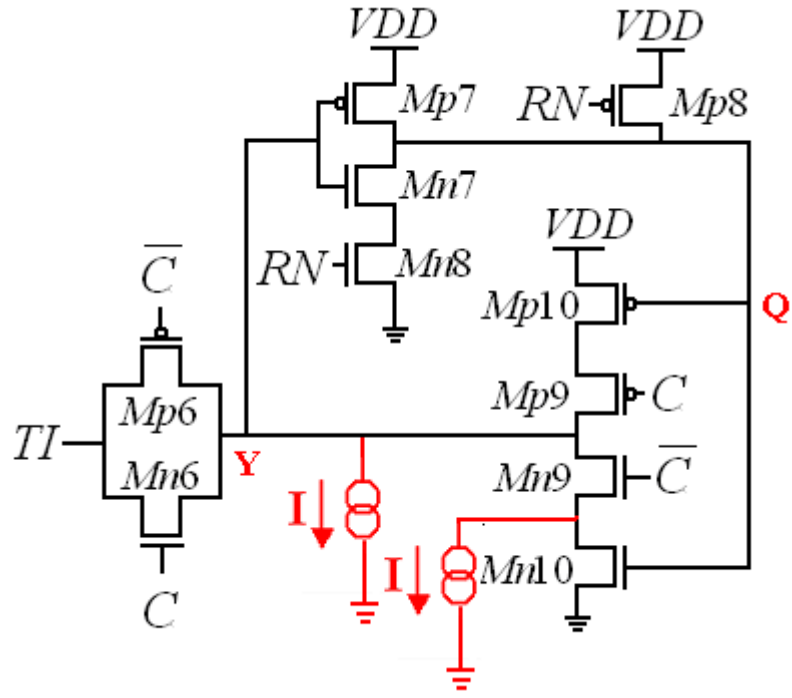 VDD
VDD
Mp7
RN
Mp8
Mn7
VDD
RN
Mn8
C̅
Mp10
Q
Mp6
Mp9
C
TI
Y
Mn6
Mn9
C̅
I
I
Mn10
C